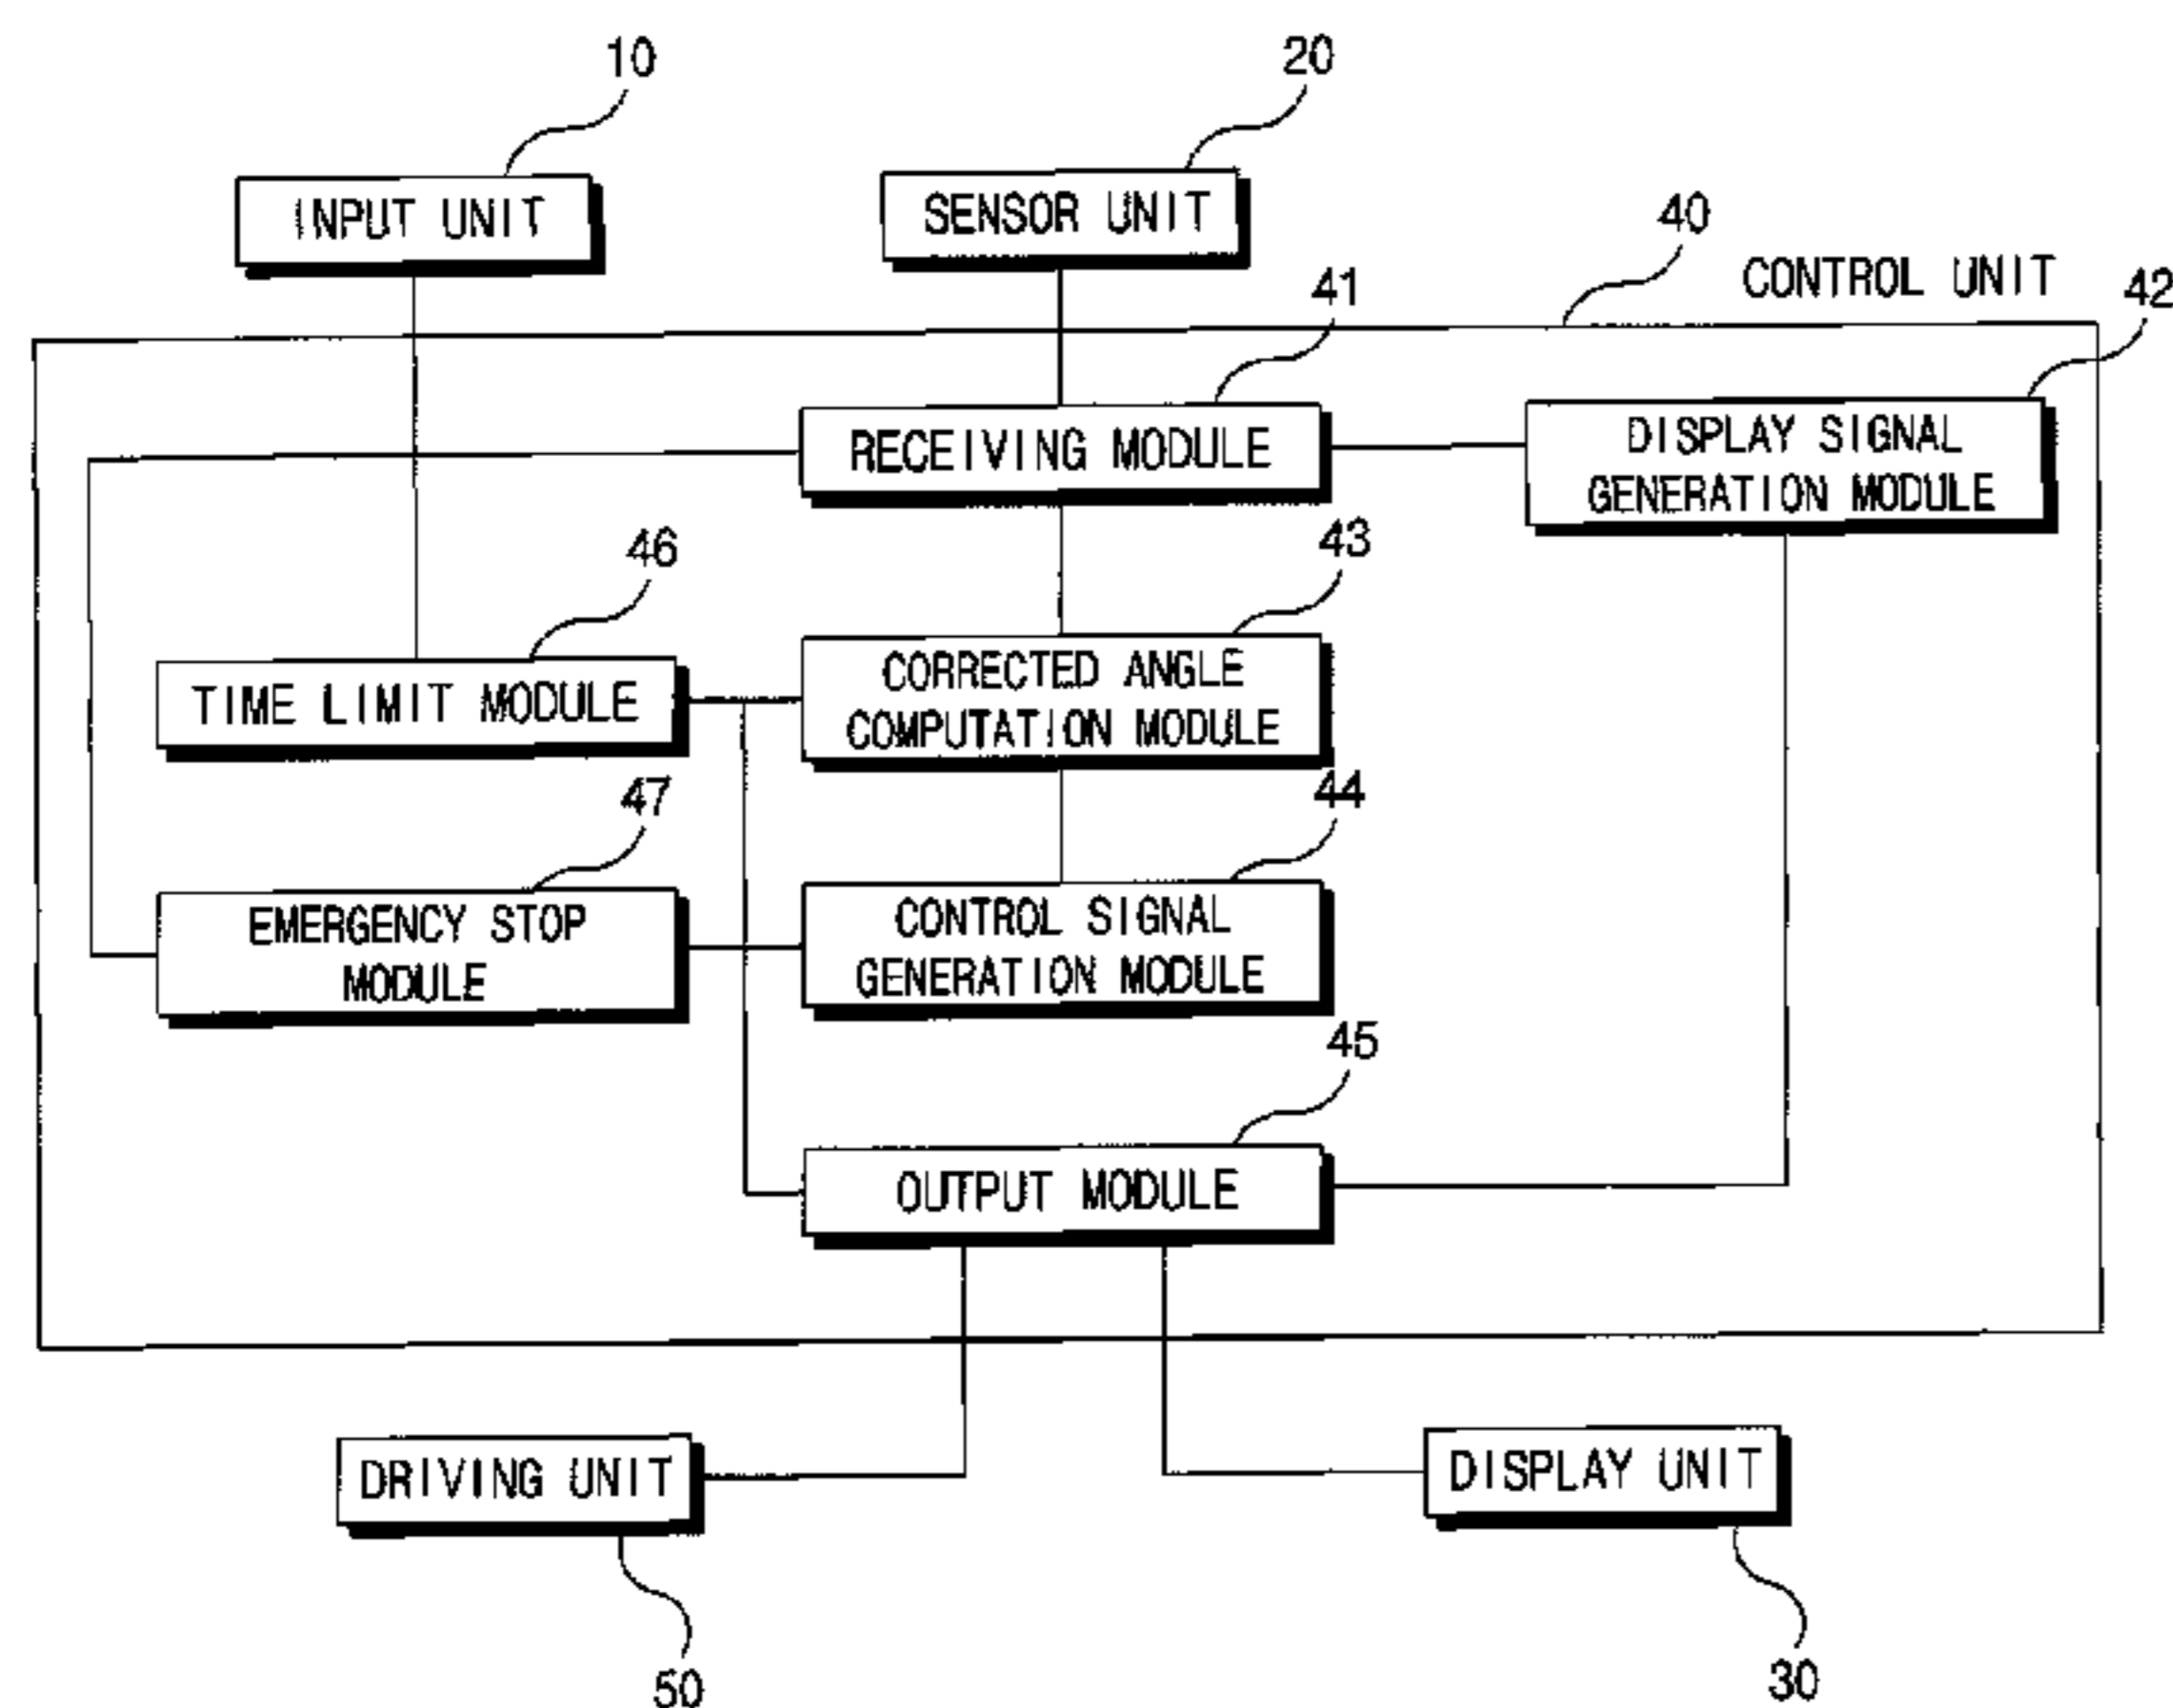 10
20
INPUT UNIT
SENSOR UNIT
40
CONTROL UNIT
41
42
RECEIVING MODULE
DISPLAY SIGNAL
GENERATION MODULE
46
43
TIME LIMIT MODULE
CORRECTED ANGLE
COMPUTATION MODULE
47
44
EMERGENCY STOP
MODULE
CONTROL SIGNAL
GENERATION MODULE
45
OUTPUT MODULE
DRIVING UNIT
DISPLAY UNIT
50
30